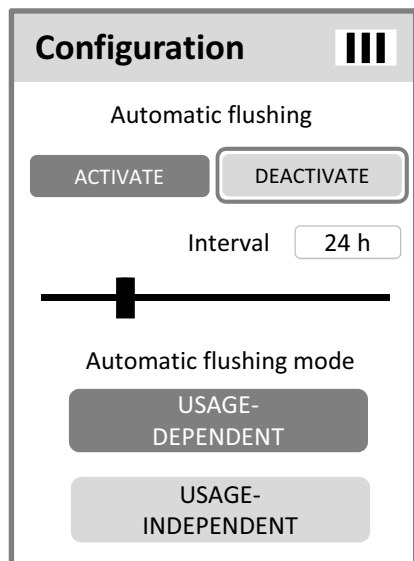 Configuration
Automatic flushing
ACTIVATE DEACTIVATE
Interval 24 h
Automatic flushing mode
USAGE-
DEPENDENT
USAGE-
INDEPENDENT